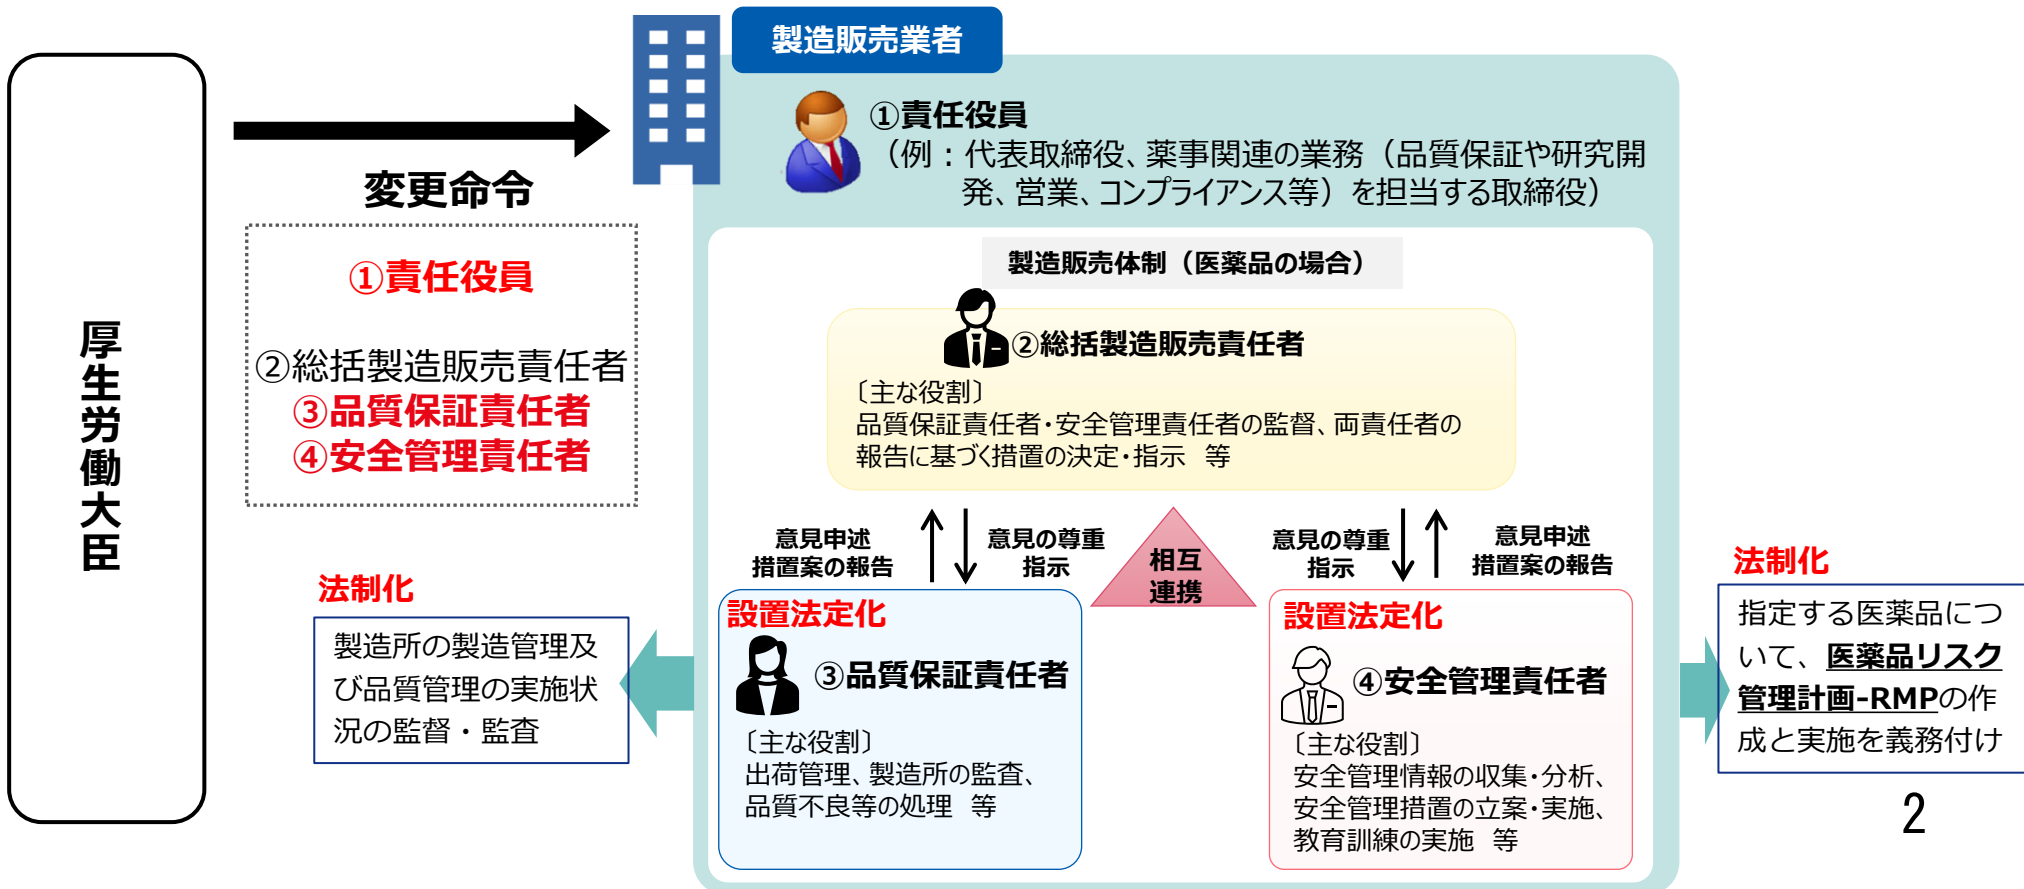 製造販売業者
①責任役員
（例：代表取締役、薬事関連の業務（品質保証や研究開
発、営業、コンプライアンス等）を担当する取締役）
厚生労働大臣
変更命令
①責任役員
②総括製造販売責任者
③品質保証責任者
④安全管理責任者
製造販売体制（医薬品の場合）
②総括製造販売責任者
〔主な役割〕
品質保証責任者・安全管理責任者の監督、両責任者の
報告に基づく措置の決定・指示　等
意見申述
措置案の報告
意見の尊重
指示
相互
連携
意見の尊重
指示
意見申述
措置案の報告
法制化
製造所の製造管理及
び品質管理の実施状
況の監督・監査
設置法定化
③品質保証責任者
〔主な役割〕
出荷管理、製造所の監査、
品質不良等の処理　等
設置法定化
④安全管理責任者
〔主な役割〕
安全管理情報の収集・分析、
安全管理措置の立案・実施、
教育訓練の実施　等
法制化
指定する医薬品につ
いて、医薬品リスク
管理計画-RMPの作
成と実施を義務付け
2